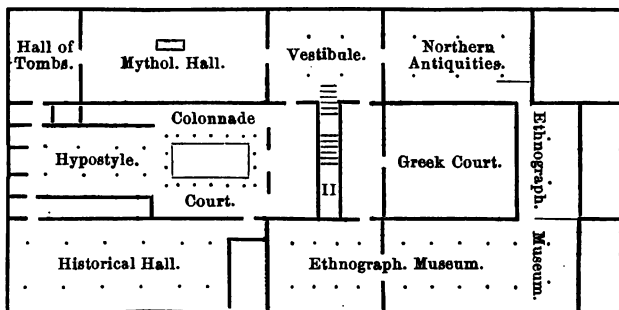 Hall of
Tombs.
Mythol. Hall.
Vestibule.
Northern
Antiquities.
Colonnade
Hypostyle.
Court.
II
Greek Court.
Ethnograph.
Museum.
Historical Hall.
Ethnograph. Museum.